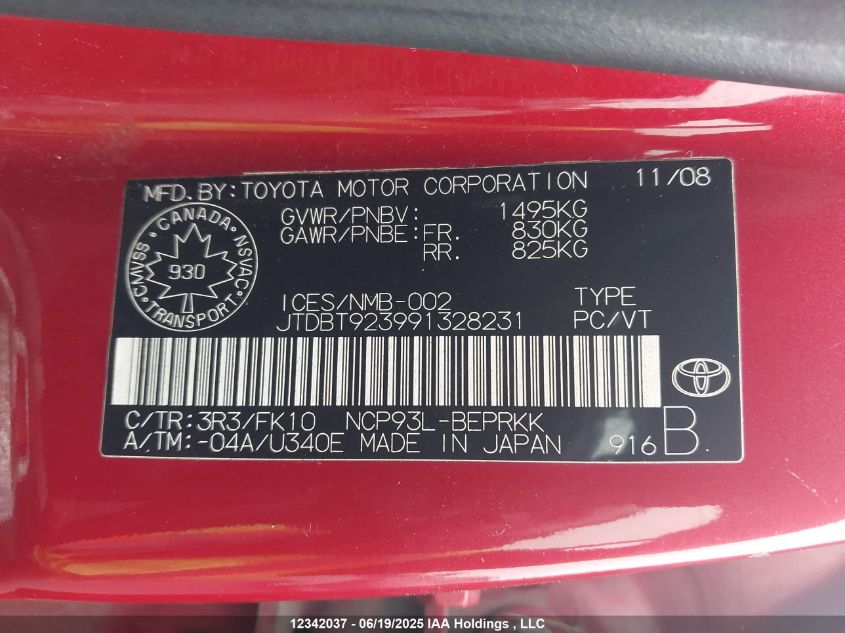 MFD. BY: TOYOTA MOTOR CORPORATION 11/08
GVWR/PNBV: 1495KG
GAWR/PNBE: FR. 830KG
RR. 825KG
CANADA
CMVSS NSVAC
930
TRANSPORT
ICES/NMB-002 TYPE
JTDBT923991328231 PC/VT
C/TR: 3R3/FK10 NCP93L-BEPRKK
A/TM: -04A/U340E MADE IN JAPAN 916 B
12342037 - 06/19/2025 IAA Holdings , LLC